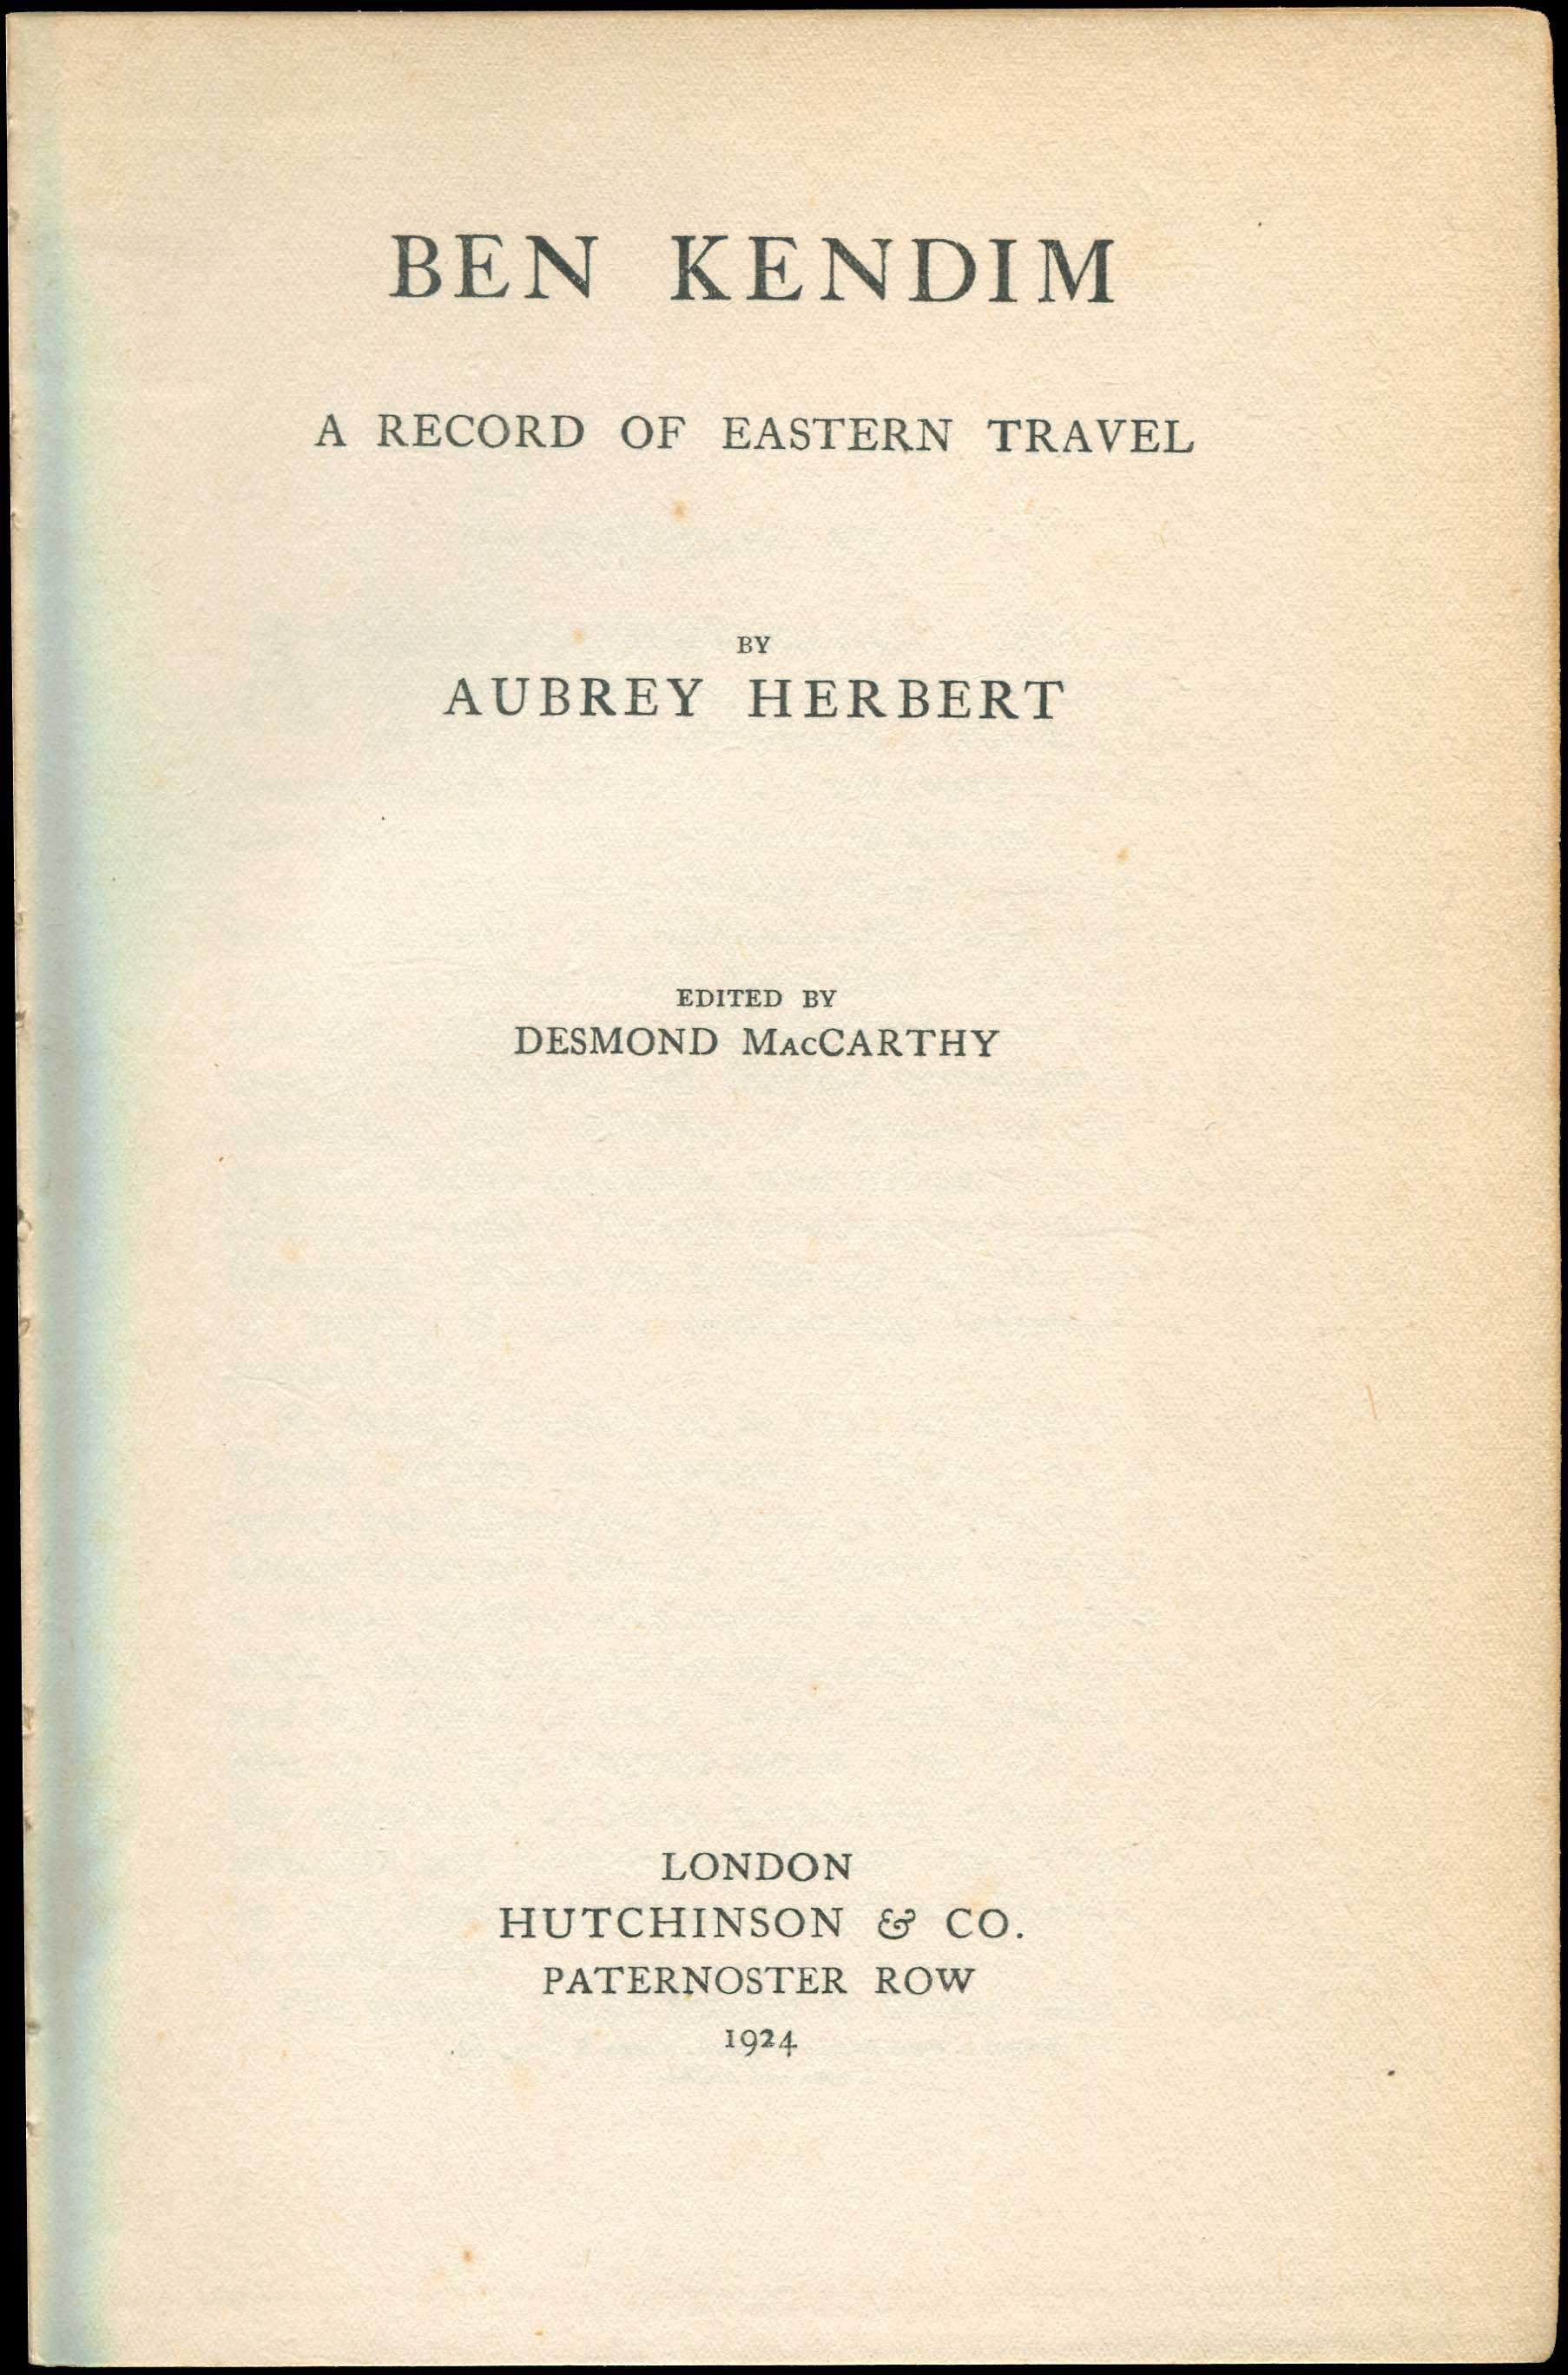 BEN KENDIM
A RECORD OF EASTERN TRAVEL
BY
AUBREY HERBERT
EDITED BY
DESMOND MacCARTHY
LONDON
HUTCHINSON & CO.
PATERNOSTER ROW
1924